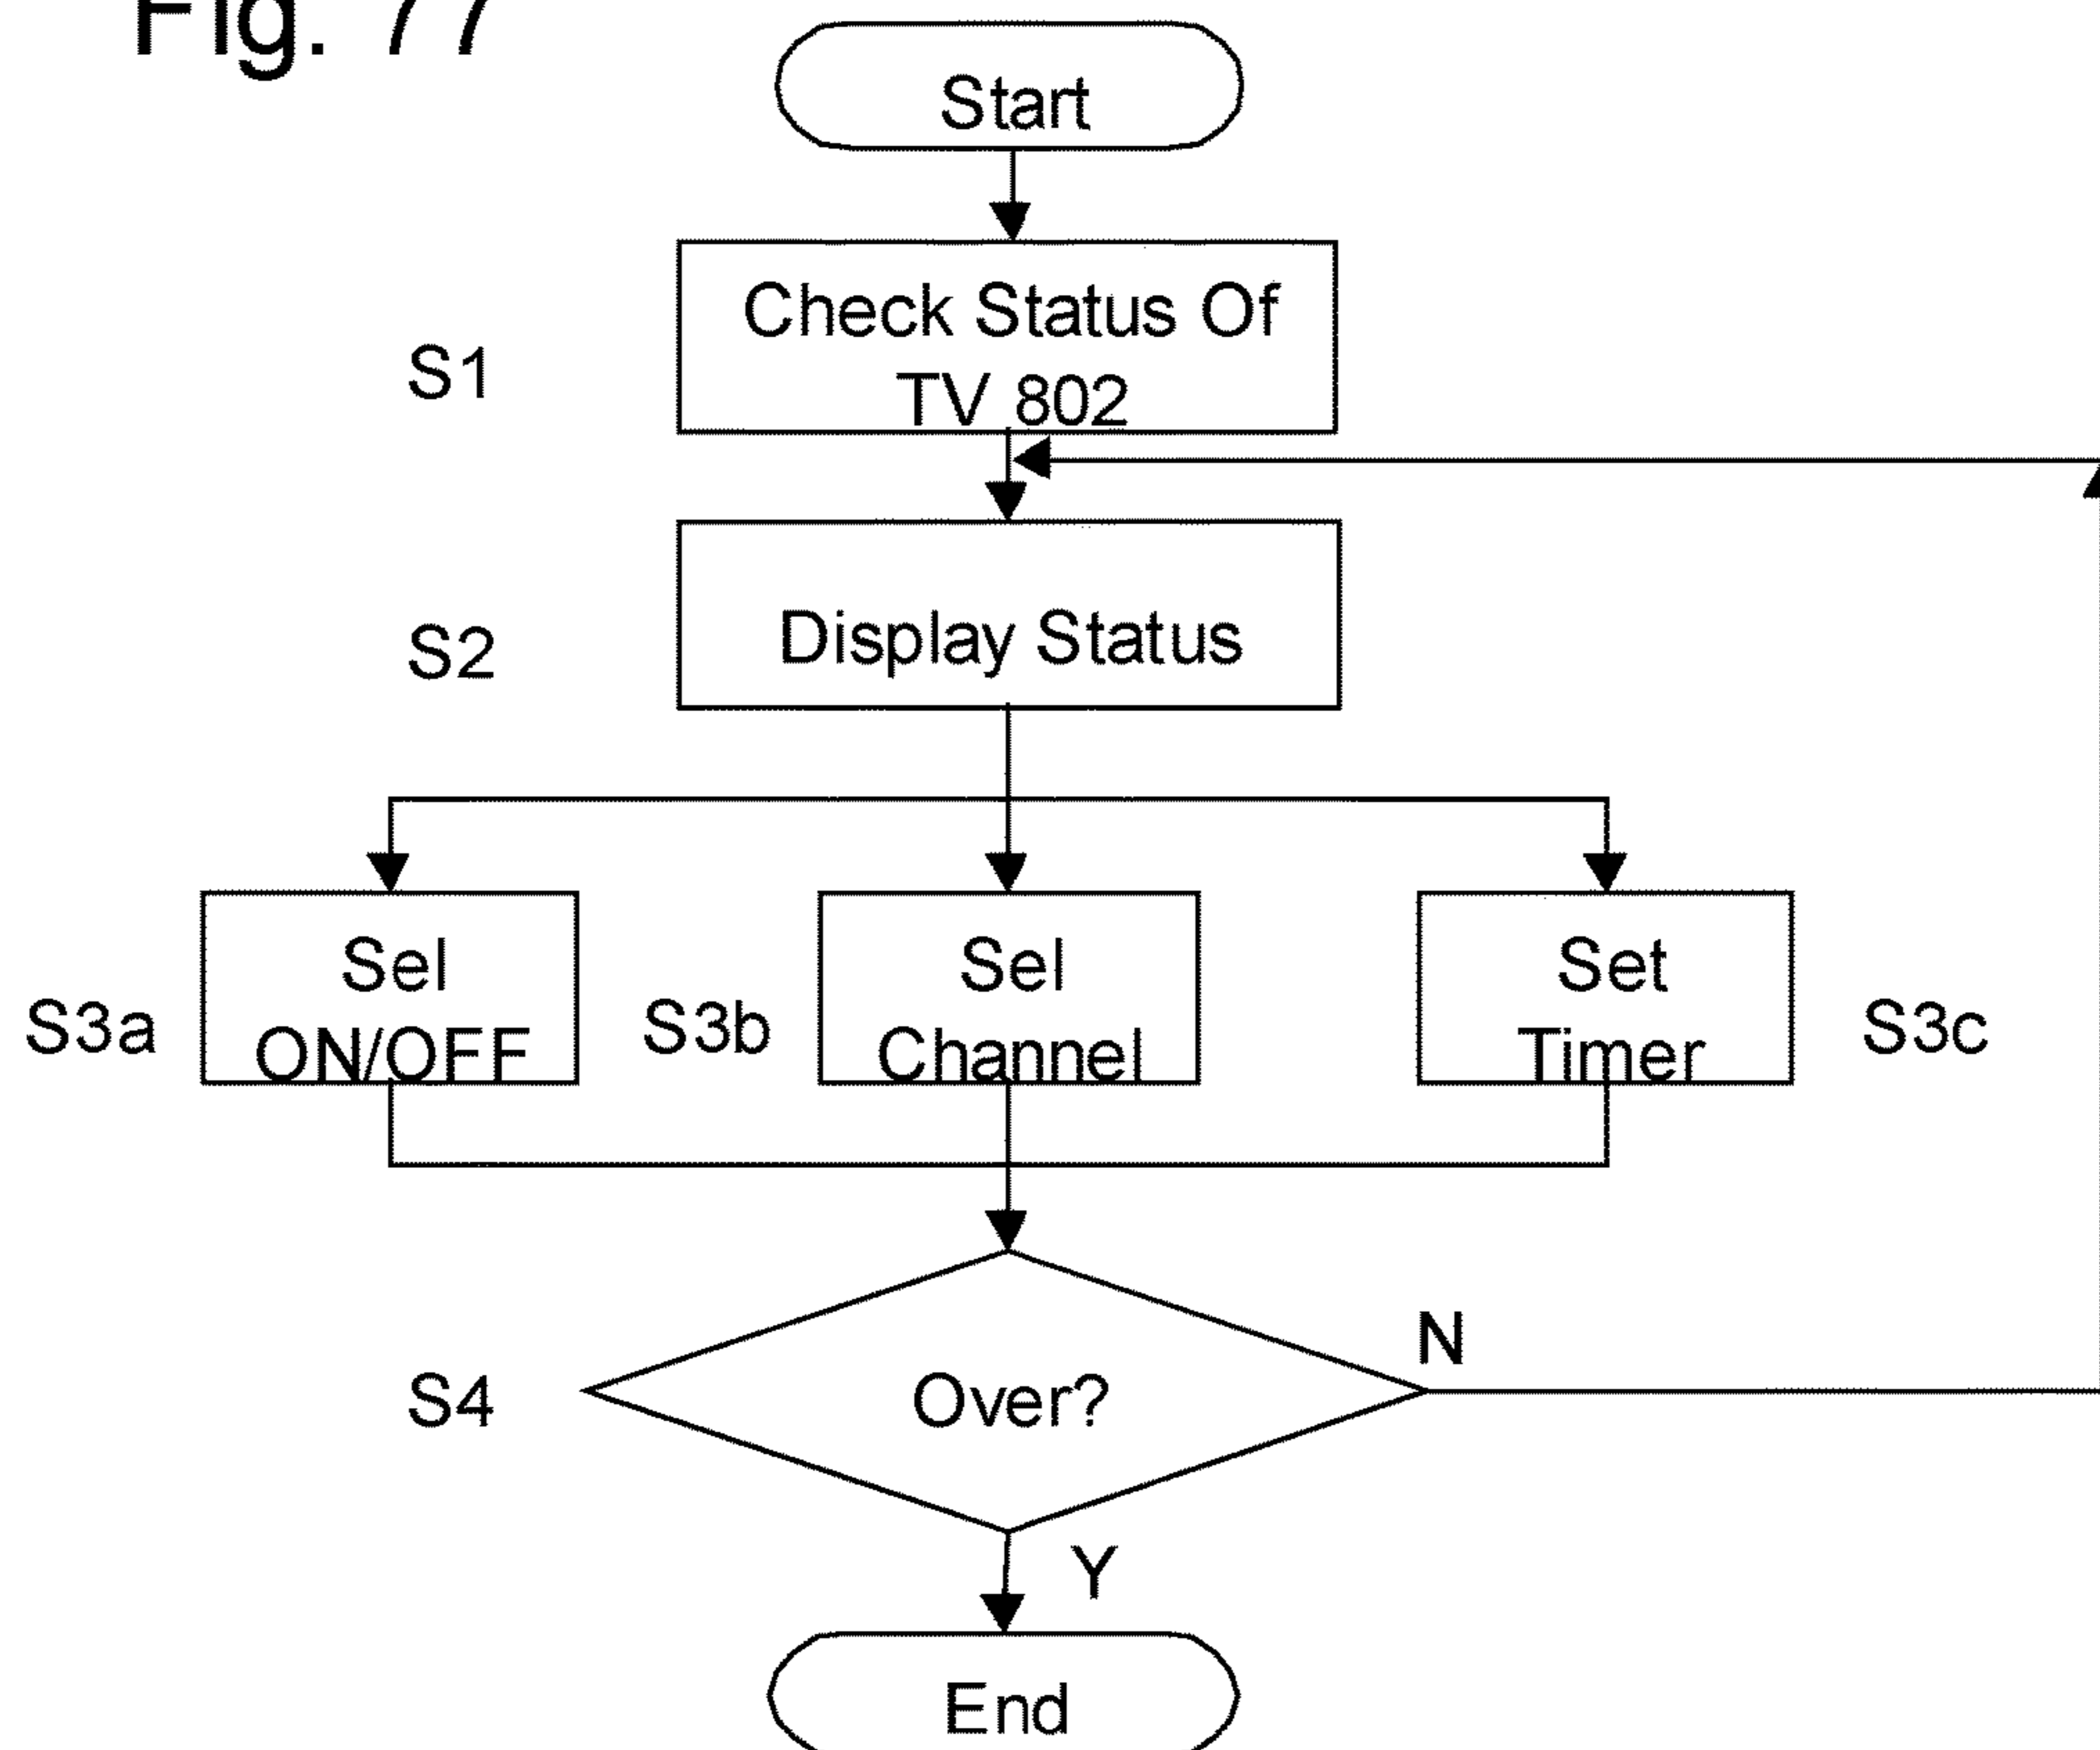 Fig. 77
Start
Check Status Of
TV 802
S1
Display Status
S2
Sel
ON/OFF
S3a
Sel
Channel
S3b
Set
Timer
S3c
Over?
S4
N
Y
End